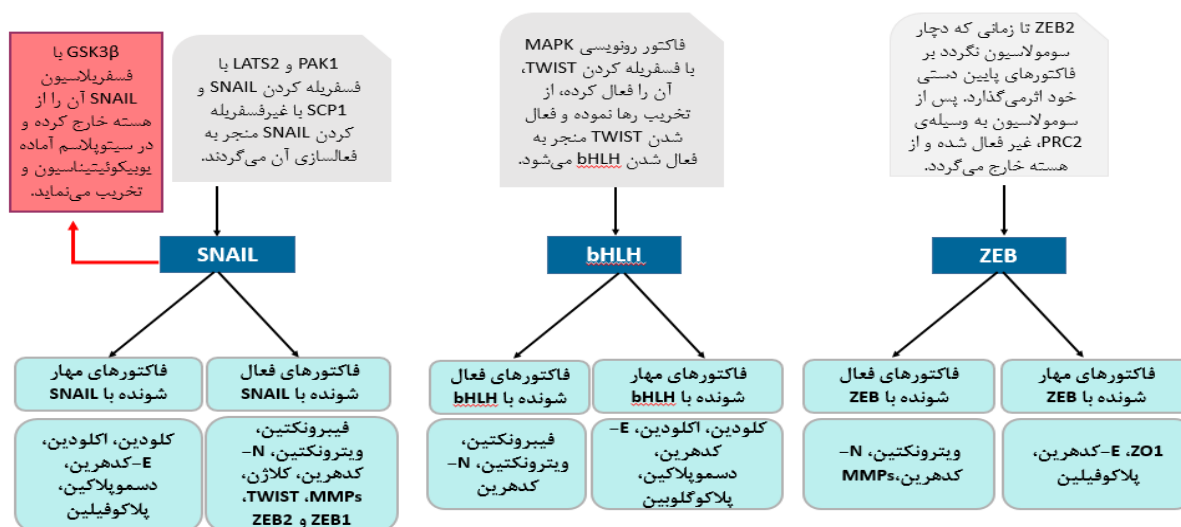 GSK3β با
فسفریلاسیون
SNAIL آن را از
هسته خارج کرده و
در سیتوپلاسم آماده
یوبیکوئیتیناسیون و
تخریب می‌نماید.
PAK1 و LATS2 با
فسفریله کردن SNAIL و
SCP1 با غیرفسفریله
کردن SNAIL منجر به
فعالسازی آن می‌گردند.
فاکتور رونویسی MAPK
با فسفریله کردن TWIST،
آن را فعال کرده، از
تخریب رها نموده و فعال
شدن TWIST منجر به
فعال شدن bHLH می‌شود.
ZEB2 تا زمانی که دچار
سومولاسیون نگردد بر
فاکتورهای پایین دستی
خود اثرمی‌گذارد. پس از
سومولاسیون به وسیله‌ی
PRC2، غیر فعال شده و از
هسته خارج می‌گردد.
SNAIL
bHLH
ZEB
فاکتورهای مهار
شونده با SNAIL
فاکتورهای فعال
شونده با SNAIL
فاکتورهای فعال
شونده با bHLH
فاکتورهای مهار
شونده با bHLH
فاکتورهای فعال
شونده با ZEB
فاکتورهای مهار
شونده با ZEB
کلودین، اکلودین،
E-کدهرین،
دسموپلاکین،
پلاکوفیلین
فیبرونکتین،
ویترونکتین، N-
کدهرین، کلاژن،
TWIST ،MMPs،
ZEB1 و ZEB2
فیبرونکتین،
ویترونکتین، N-
کدهرین
کلودین، اکلودین، E-
کدهرین،
دسموپلاکین،
پلاکوگلوبین
ویترونکتین، N-
کدهرین،MMPs
ZO1، E-کدهرین،
پلاکوفیلین